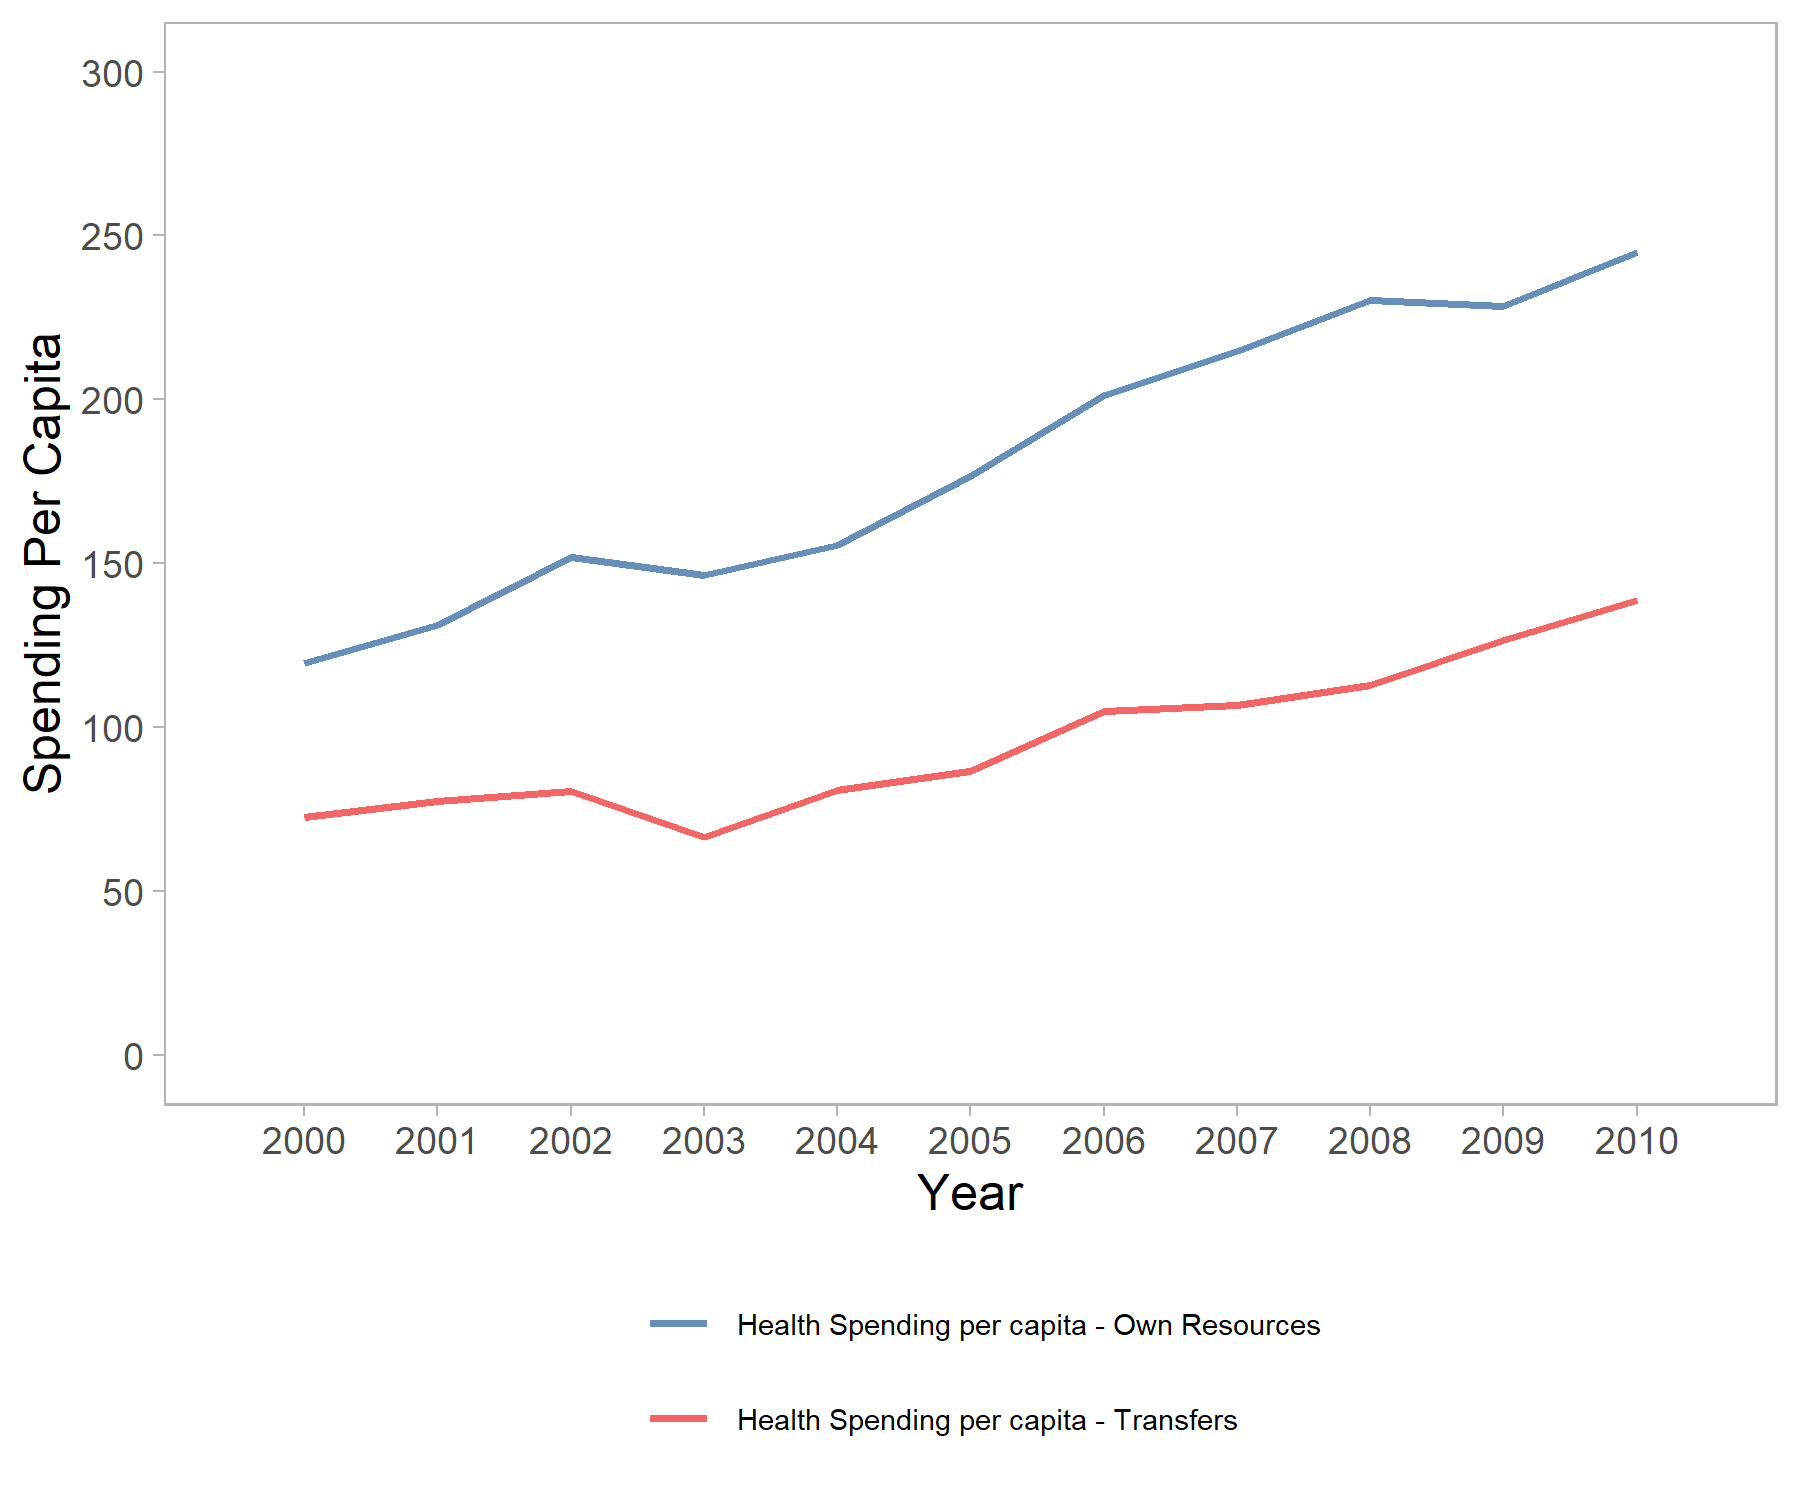 300
250
200
150
100
50
0
Spending Per Capita
2000 2001 2002 2003 2004 2005 2006 2007 2008 2009 2010
Year
Health Spending per capita - Own Resources
Health Spending per capita - Transfers